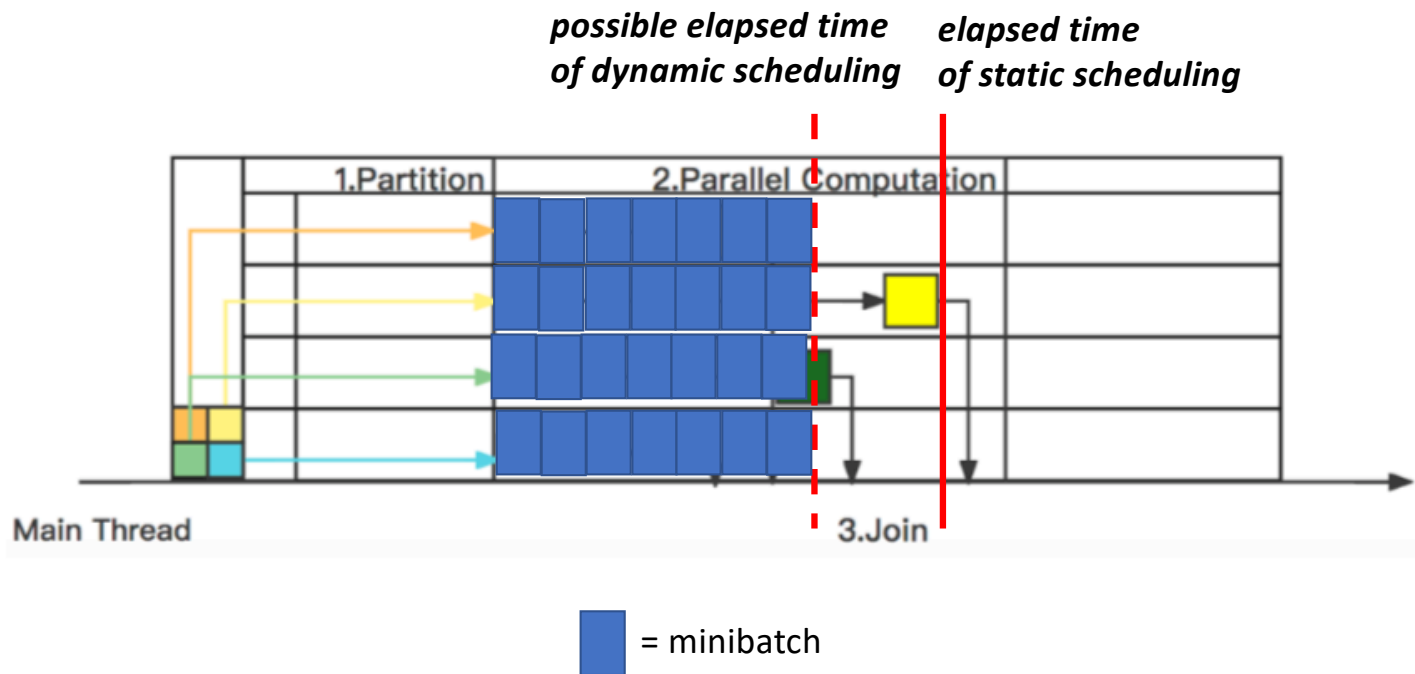 possible elapsed time
of dynamic scheduling
elapsed time
of static scheduling
1.Partition
2.Parallel Computation
Main Thread
3.Join
= minibatch